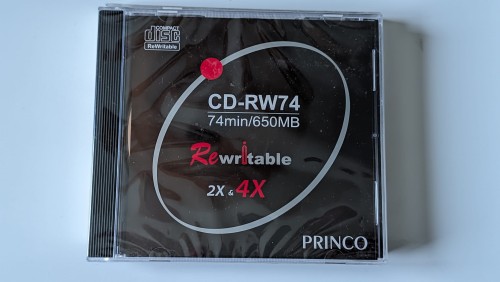 COMPACT
disc
ReWritable
CD-RW74
74min/650MB
Rewritable
2X & 4X
PRINCO